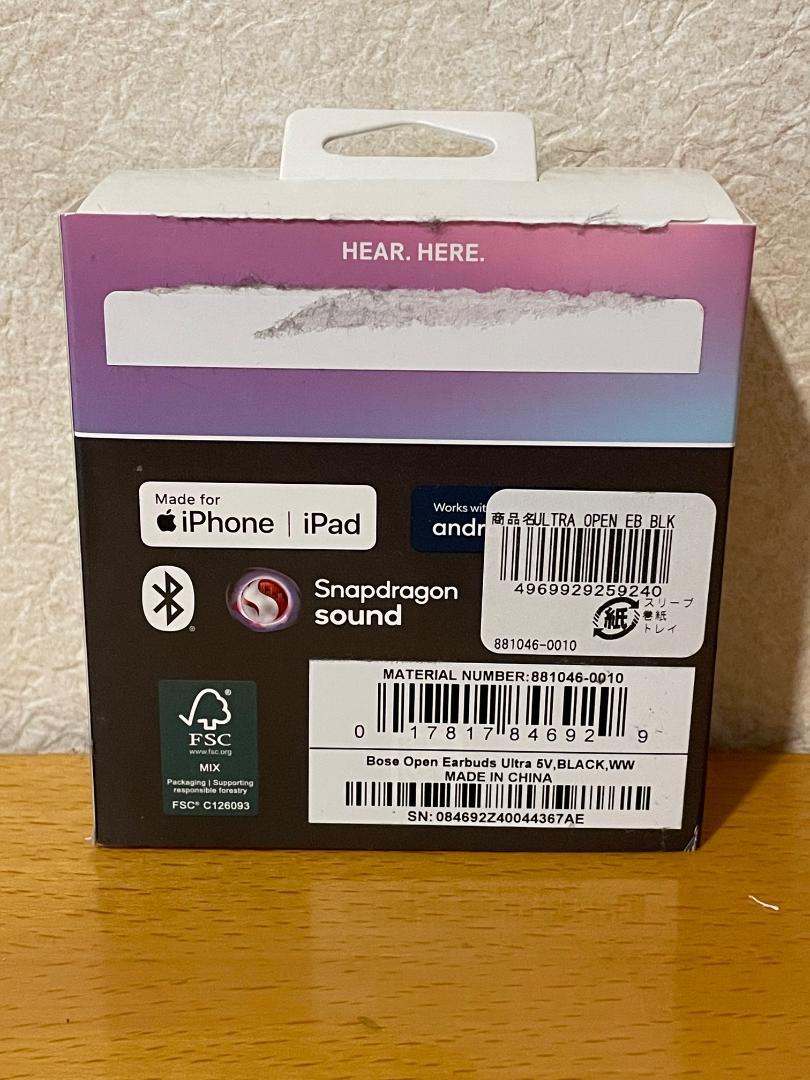 HEAR. HERE.
Made for
iPhone | iPad
Works wit
andr
Snapdragon
sound
商品名ULTRA OPEN EB BLK
4969929259240
紙
スリーブ
巻紙
トレイ
881046-0010
MATERIAL NUMBER:881046-0010
0 17817 84692 9
Bose Open Earbuds Ultra 5V,BLACK,WW
MADE IN CHINA
SN: 084692Z40044367AE
FSC
www.fsc.org
MIX
Packaging | Supporting
responsible forestry
FSC® C126093